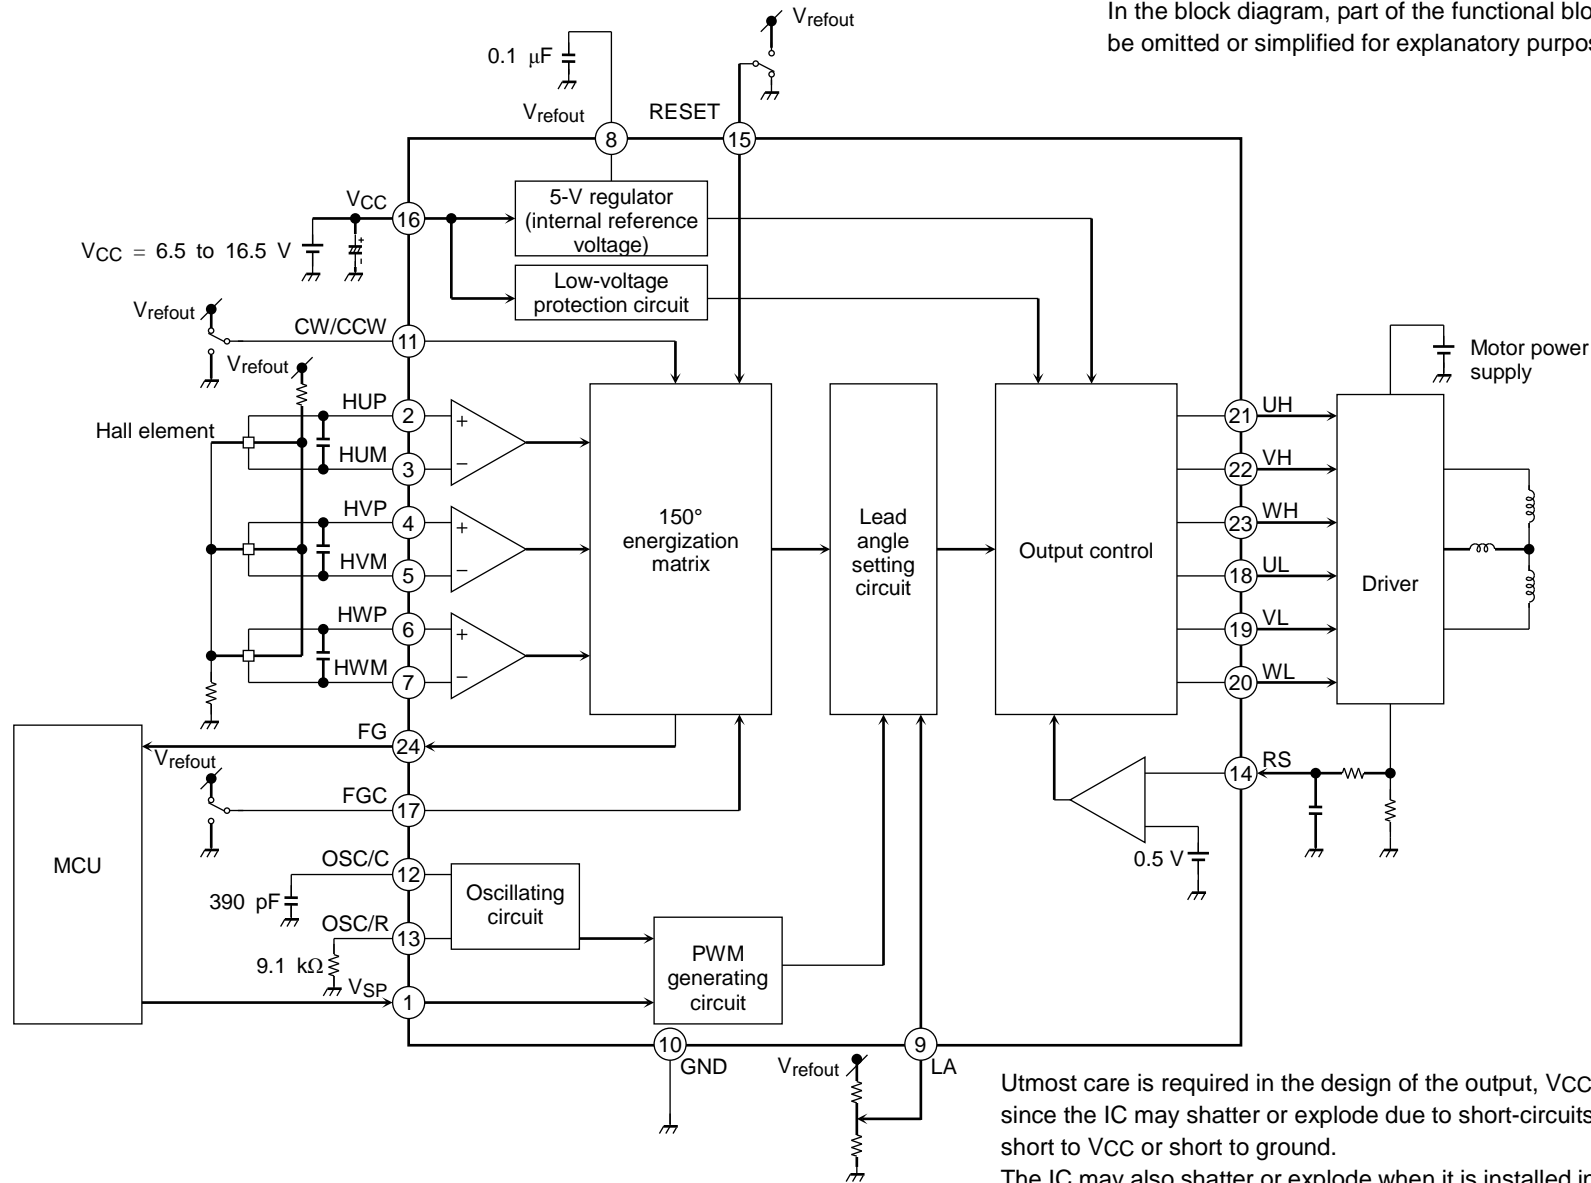 In the block diagram, part of the functional blo
be omitted or simplified for explanatory purpos
Vrefout
0.1 μF
Vrefout
RESET
8
15
VCC
16
5-V regulator
(internal reference
voltage)
VCC = 6.5 to 16.5 V
+
-
Low-voltage
protection circuit
Vrefout
CW/CCW
11
Vrefout
Motor power
supply
HUP
2
+
Hall element
HUM
3
−
HVP
4
+
HVM
5
−
HWP
6
+
HWM
7
−
150°
energization
matrix
Lead
angle
setting
circuit
Output control
21
UH
22
VH
23
WH
18
UL
19
VL
20
WL
Driver
FG
24
Vrefout
FGC
17
14
RS
0.5 V
MCU
OSC/C
12
390 pF
Oscillating
circuit
OSC/R
13
9.1 kΩ
VSP
1
PWM
generating
circuit
10
GND
9
LA
Vrefout
Utmost care is required in the design of the output, VCC
since the IC may shatter or explode due to short-circuits
short to VCC or short to ground.
The IC may also shatter or explode when it is installed in